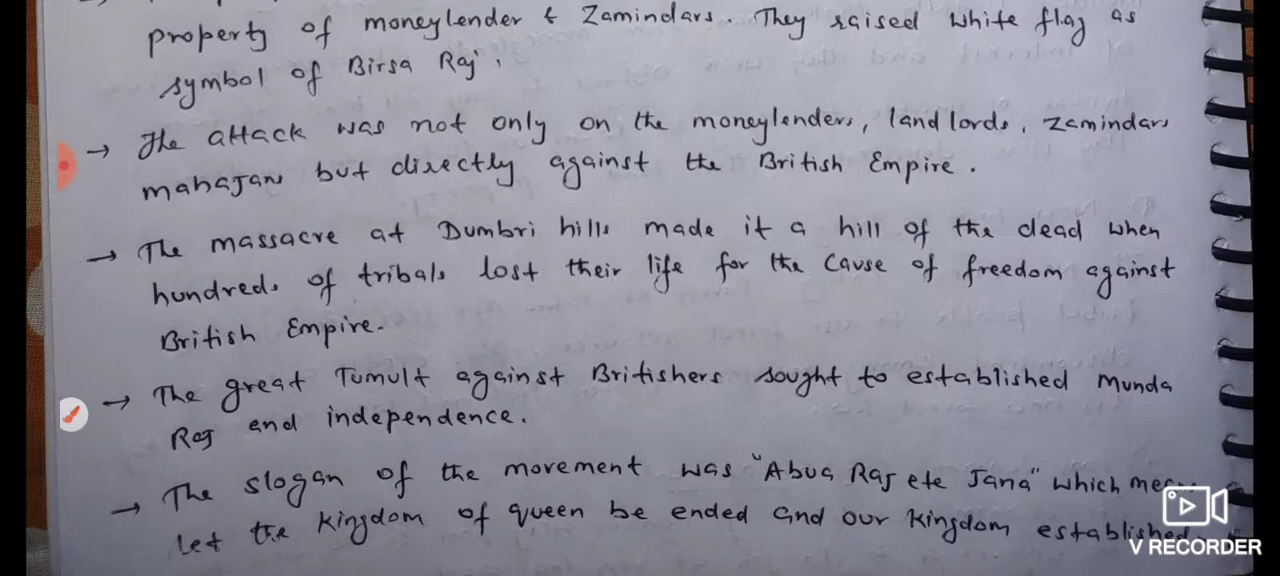 property of moneylender & Zamindars. They raised white flag as
symbol of Birsa Raj.
→ The attack was not only on the moneylenders, landlords, zamindars
mahajans but directly against the British Empire.
→ The massacre at Dumbri hills made it a hill of the dead when
hundreds of tribals lost their life for the cause of freedom against
British Empire.
→ The great Tumult against Britishers sought to established Munda
Raj and independence.
→ The slogan of the movement was "Abua Raj ete Jana" which
let the kingdom of queen be ended and our kingdom established.
V RECORDER